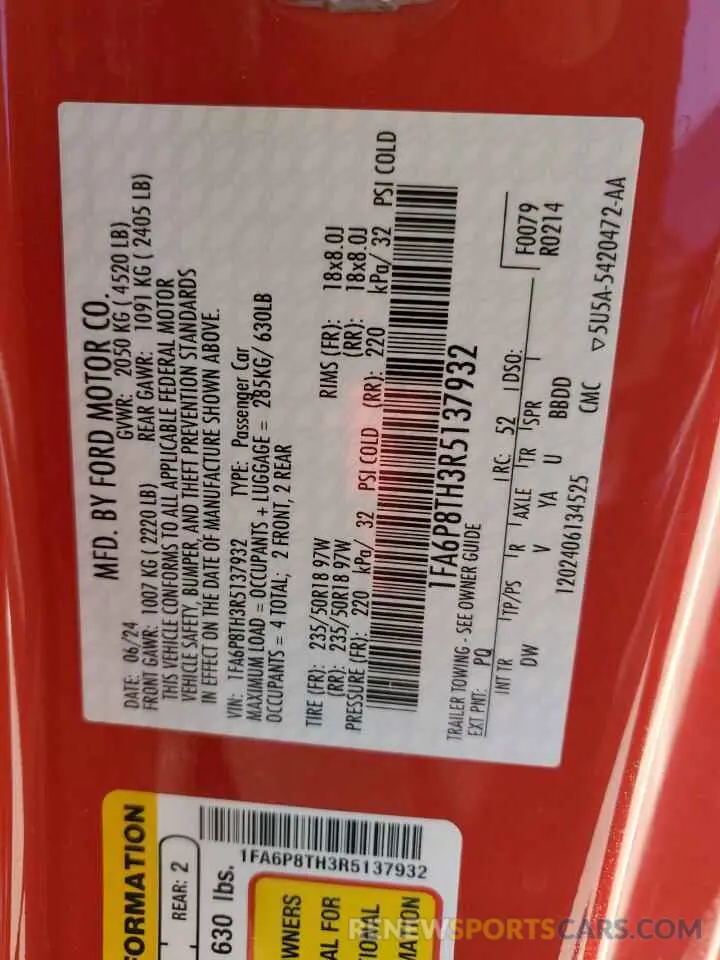 MFD. BY FORD MOTOR CO.
DATE: 06/24 GVWR: 2050 KG ( 4520 LB)
FRONT GAWR: 1007 KG ( 2220 LB) REAR GAWR: 1091 KG ( 2405 LB)
THIS VEHICLE CONFORMS TO ALL APPLICABLE FEDERAL MOTOR
VEHICLE SAFETY, BUMPER, AND THEFT PREVENTION STANDARDS
IN EFFECT ON THE DATE OF MANUFACTURE SHOWN ABOVE.
VIN: 1FA6P8TH3R5137932 TYPE: Passenger Car
MAXIMUM LOAD = OCCUPANTS + LUGGAGE = 285KG/ 630LB
OCCUPANTS = 4 TOTAL; 2 FRONT, 2 REAR
TIRE (FR): 235/50R18 97W RIMS (FR): 18x8.0J
(RR): 235/50R18 97W (RR): 18x8.0J
PRESSURE (FR): 220 kPa/ 32 PSI COLD (RR): 220 kPa/ 32 PSI COLD
1FA6P8TH3R5137932
TRAILER TOWING - SEE OWNER GUIDE
EXT PNT: PQ RC: 52 DSO: F0079
R0214
INT TR TP/PS R AXLE TR SPR
DW V YA U BBDD
1202406134525 CMC ▽5U5A-5420472-AA
FORMATION
REAR: 2
630 lbs.
1FA6P8TH3R5137932
OWNERS
AL FOR
TIONAL
MATION
RENEWSPORTSCARS.COM